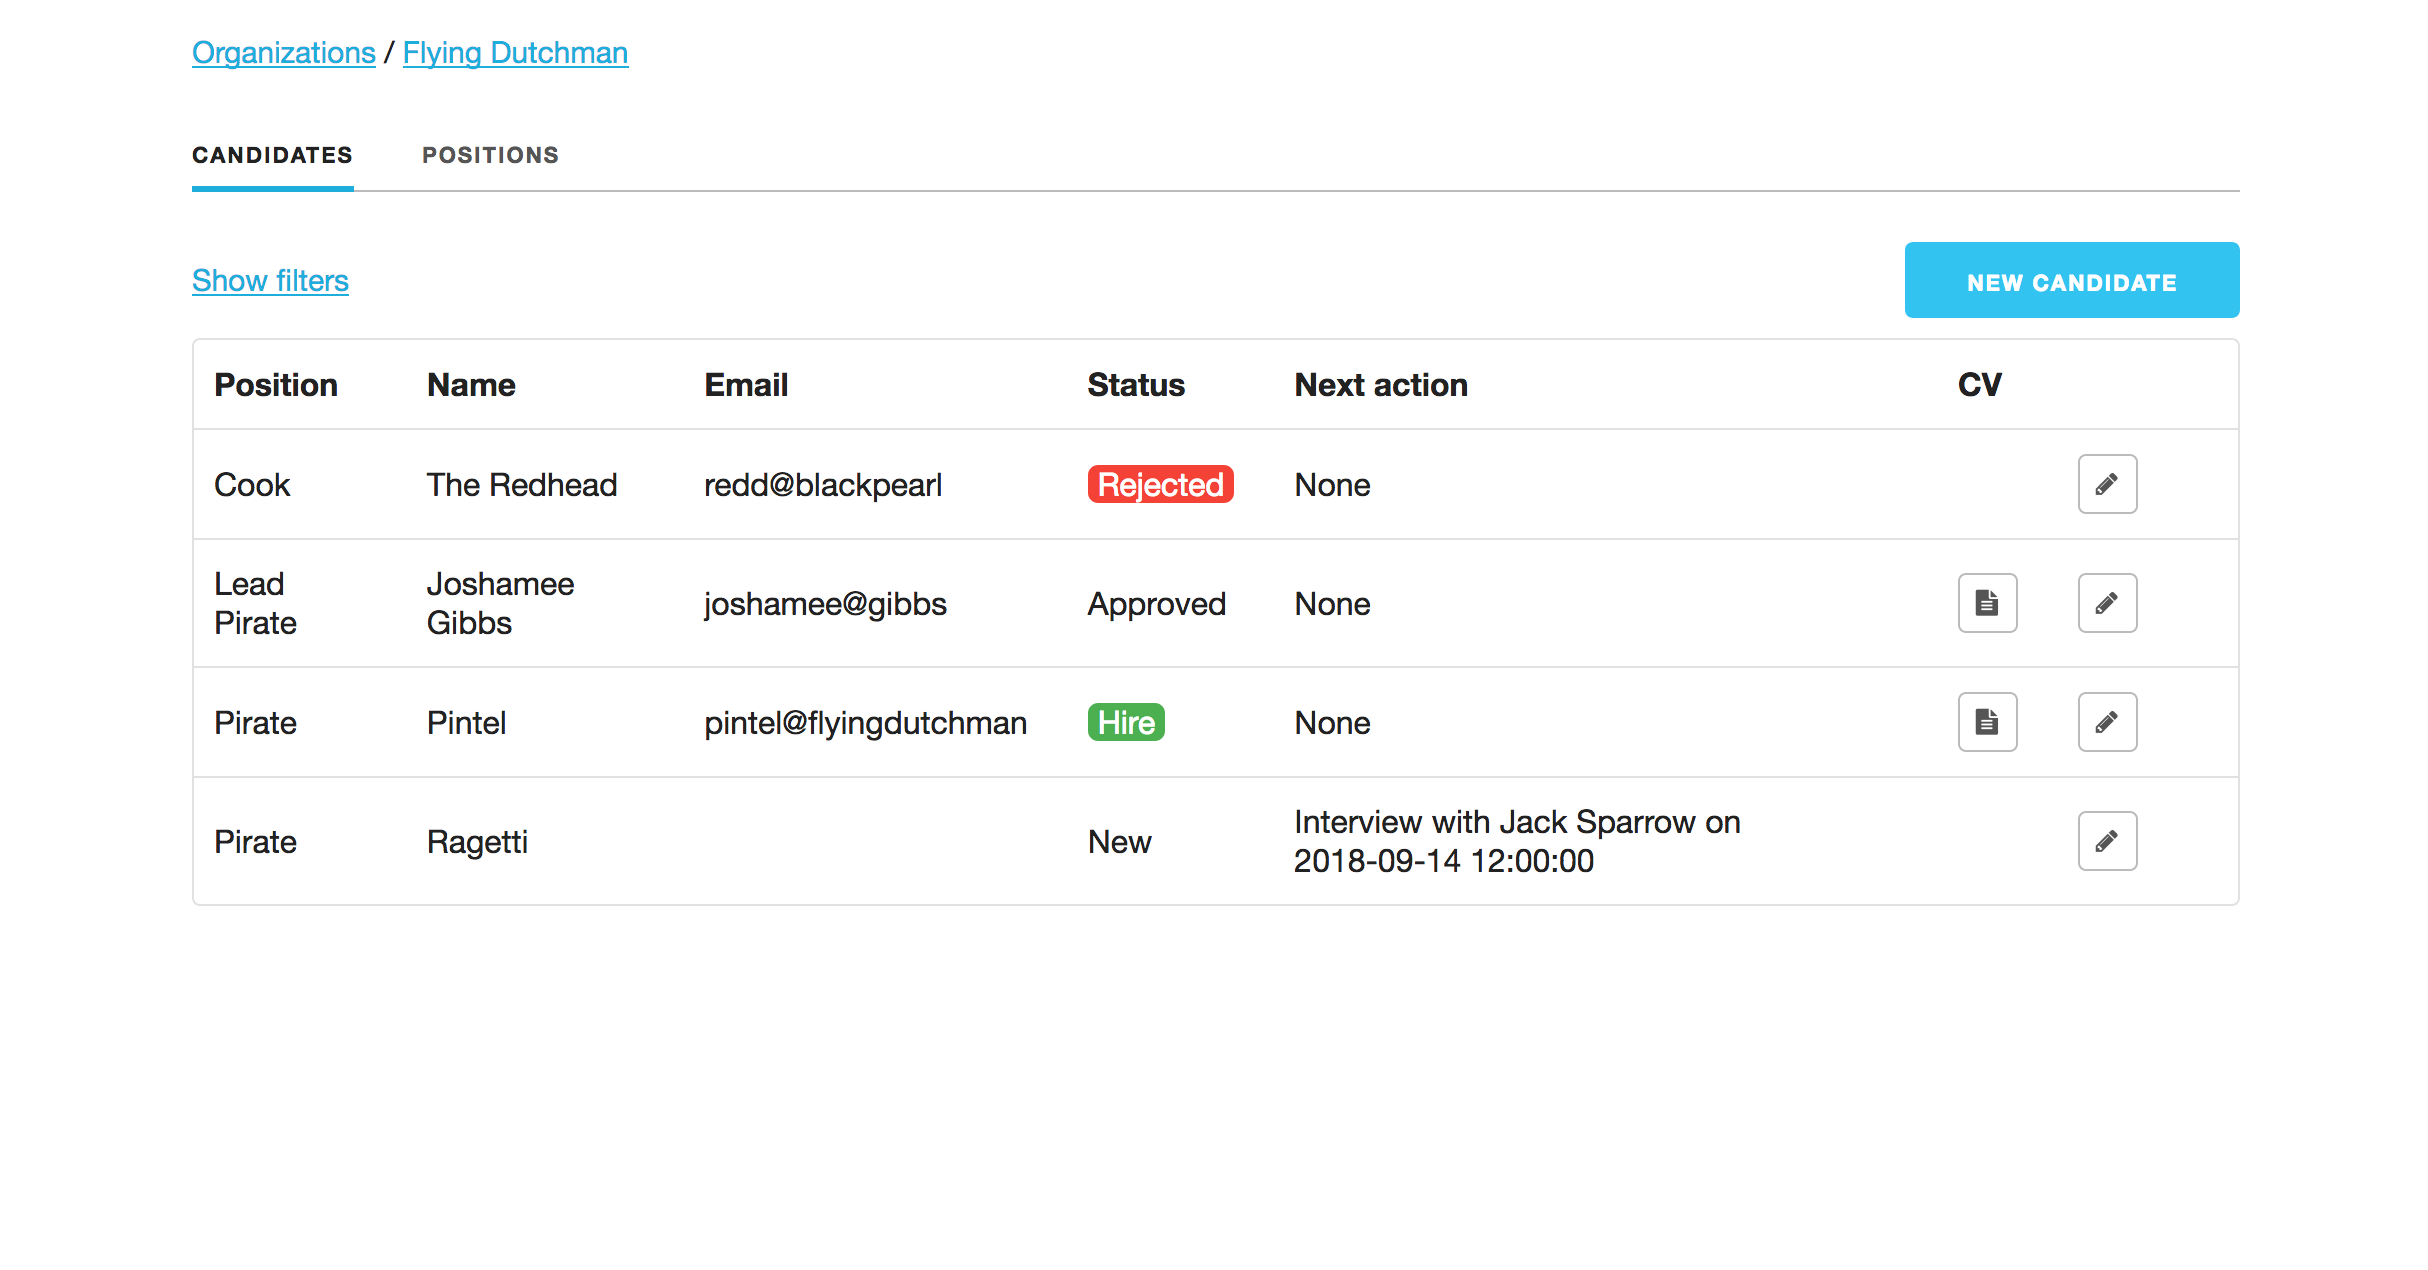 Organizations / Flying Dutchman
CANDIDATES POSITIONS
Show filters NEW CANDIDATE
Position Name Email Status Next action CV
Cook The Redhead redd@blackpearl Rejected None
Lead
Pirate
Joshamee
Gibbs
joshamee@gibbs Approved None
Pirate Pintel pintel@flyingdutchman Hire None
Pirate Ragetti New
Interview with Jack Sparrow on
2018-09-14 12:00:00